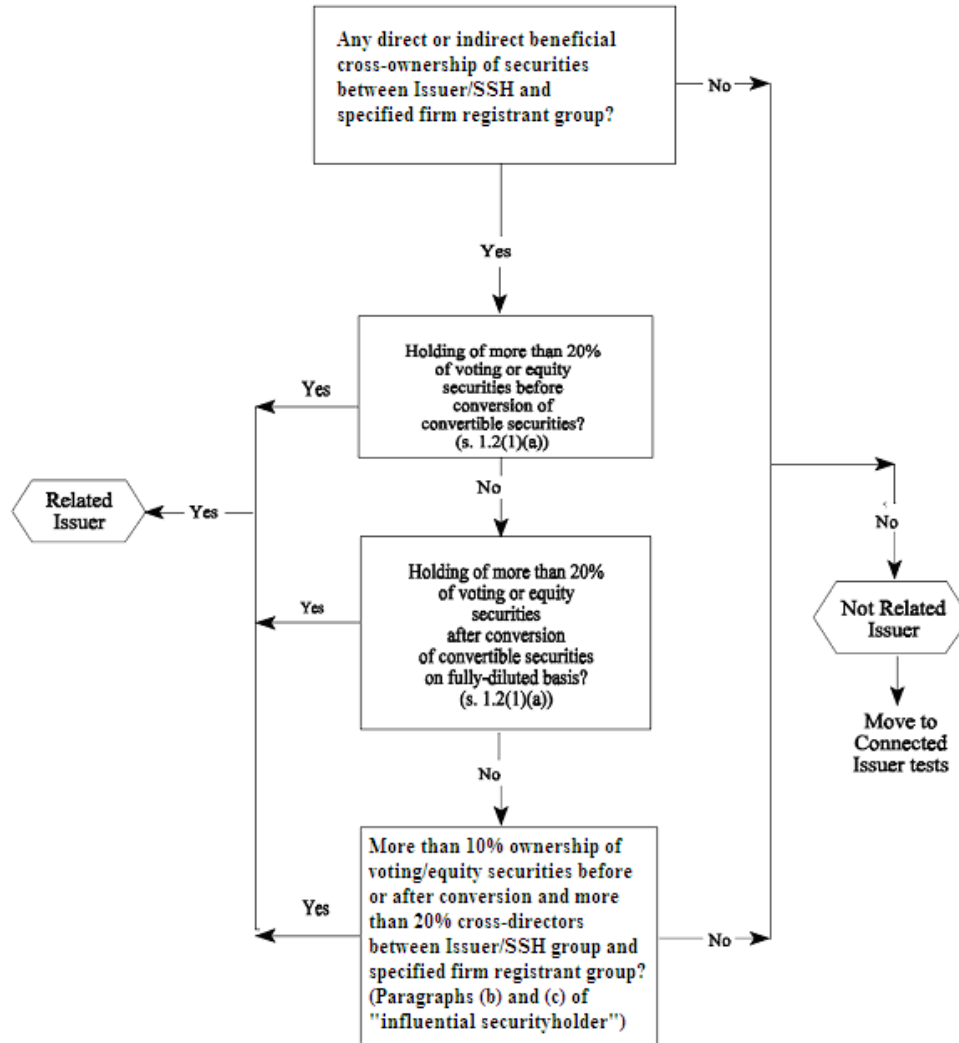 Any direct or indirect beneficial
cross-ownership of securities
between Issuer/SSH and
specified firm registrant group?
No
Yes
Holding of more than 20%
of voting or equity
securities before
conversion of
convertible securities?
(s. 1.2(1)(a))
Yes
No
Related
Issuer
Yes
No
Holding of more than 20%
of voting or equity
securities
after conversion
of convertible securities
on fully-diluted basis?
(s. 1.2(1)(a))
Yes
Not Related
Issuer
Move to
Connected
Issuer tests
No
More than 10% ownership of
voting/equity securities before
or after conversion and more
than 20% cross-directors
between Issuer/SSH group and
specified firm registrant group?
(Paragraphs (b) and (c) of
"influential securityholder")
Yes
No